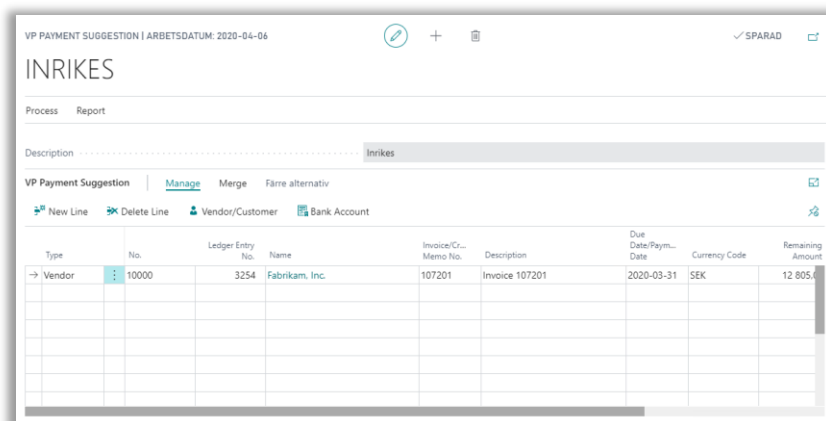 VP PAYMENT SUGGESTION | ARBETSDATUM: 2020-04-06
SPARAD
INRIKES
Process Report
Description Inrikes
VP Payment Suggestion Manage Merge Färre alternativ
New Line Delete Line Vendor/Customer Bank Account
Type No. Ledger Entry No. Name Invoice/Cr... Memo No. Description Due Date/Paym... Date Currency Code Remaining Amount
Vendor 10000 3254 Fabrikam, Inc. 107201 Invoice 107201 2020-03-31 SEK